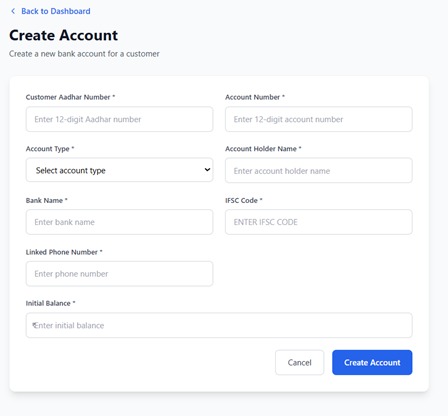 Back to Dashboard
Create Account
Create a new bank account for a customer
Customer Aadhar Number *
Account Number *
Enter 12-digit Aadhar number
Enter 12-digit account number
Account Type *
Account Holder Name *
Select account type
Enter account holder name
Bank Name *
IFSC Code *
Enter bank name
ENTER IFSC CODE
Linked Phone Number *
Enter phone number
Initial Balance *
₹Enter initial balance
Cancel
Create Account